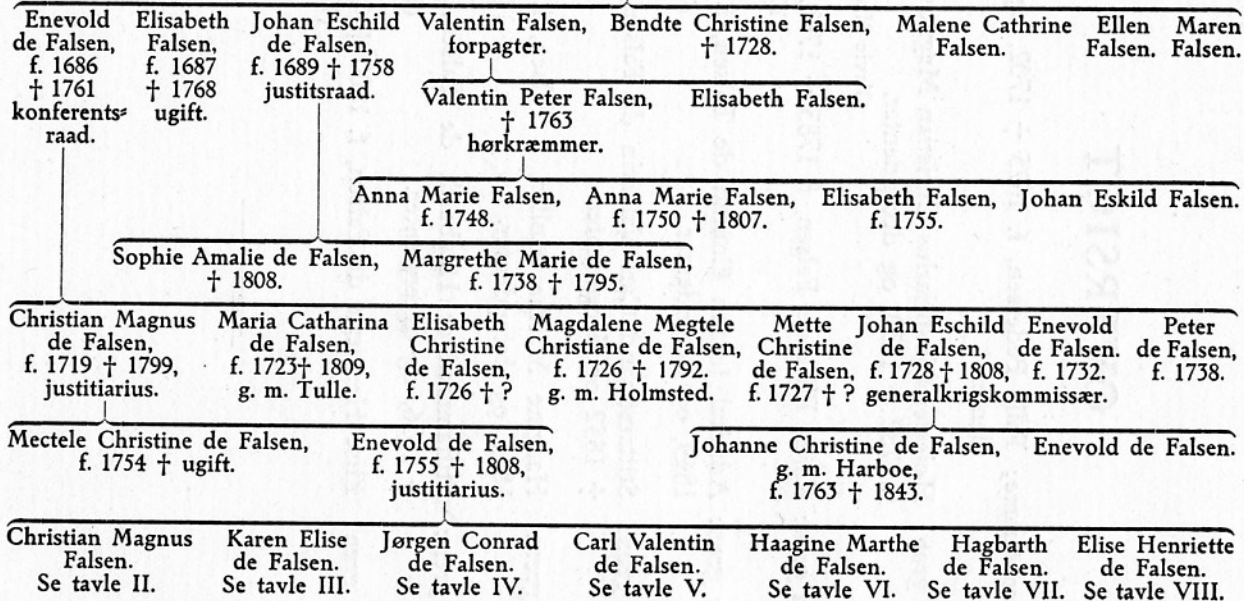 Enevold Elisabeth Johan Eschild Valentin Falsen, Bendte Christine Falsen, Malene Cathrine Ellen Maren
de Falsen, Falsen, de Falsen, forpagter. † 1728. Falsen. Falsen. Falsen.
f. 1686 f. 1687 f. 1689 † 1758
† 1761 † 1768 justitsraad. Valentin Peter Falsen, Elisabeth Falsen.
konferents= ugift. † 1763
raad. hørkræmmer.
Anna Marie Falsen, Anna Marie Falsen, Elisabeth Falsen, Johan Eskild Falsen.
f. 1748. f. 1750 † 1807. f. 1755.
Sophie Amalie de Falsen, Margrethe Marie de Falsen,
† 1808. f. 1738 † 1795.
Christian Magnus Maria Catharina Elisabeth Magdalene Megtele Mette Johan Eschild Enevold Peter
de Falsen, de Falsen, Christine Christiane de Falsen, Christine de Falsen, de Falsen. de Falsen,
f. 1719 † 1799, f. 1723† 1809, de Falsen, f. 1726 † 1792. de Falsen, f. 1728 † 1808, f. 1732. f. 1738.
justitiarius. g. m. Tulle. f. 1726 † ? g. m. Holmsted. f. 1727 † ? generalkrigskommissær.
Mectele Christine de Falsen, Enevold de Falsen, Johanne Christine de Falsen, Enevold de Falsen.
f. 1754 † ugift. f. 1755 † 1808, g. m. Harboe,
justitiarius. f. 1763 † 1843.
Christian Magnus Karen Elise Jørgen Conrad Carl Valentin Haagine Marthe Hagbarth Elise Henriette
Falsen. de Falsen. de Falsen. de Falsen. de Falsen. de Falsen. de Falsen.
Se tavle II. Se tavle III. Se tavle IV. Se tavle V. Se tavle VI. Se tavle VII. Se tavle VIII.